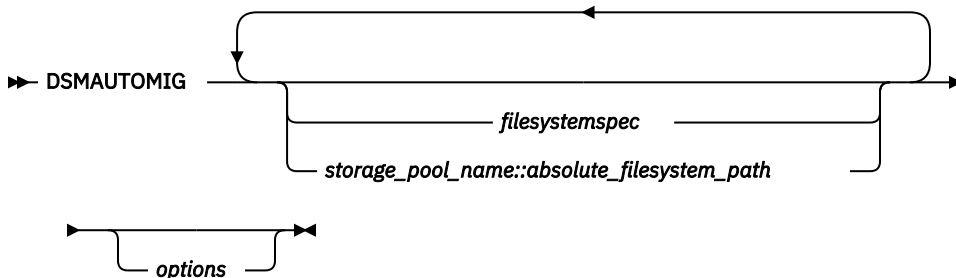 DSMAUTOMIG
filesystemspec
storage_pool_name::absolute_filesystem_path
options